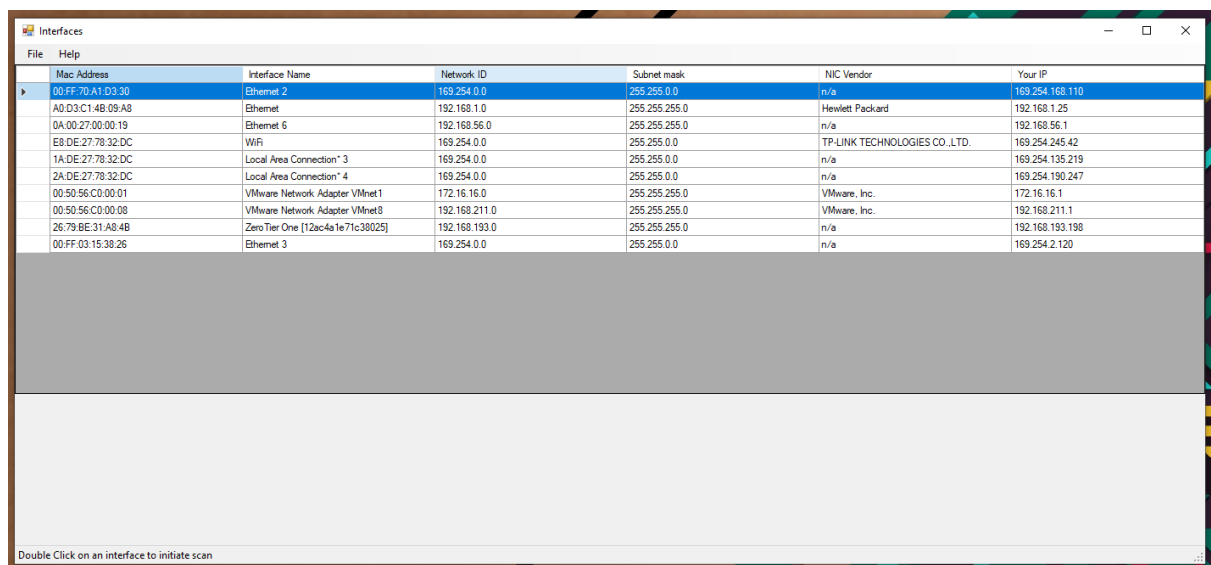 Interfaces
File Help
Mac Address Interface Name Network ID Subnet mask NIC Vendor Your IP
00:FF:70:A1:D3:30 Ethernet 2 169.254.0.0 255.255.0.0 n/a 169.254.168.110
A0:D3:C1:4B:09:A8 Ethernet 192.168.1.0 255.255.255.0 Hewlett Packard 192.168.1.25
0A:00:27:00:00:19 Ethernet 6 192.168.56.0 255.255.255.0 n/a 192.168.56.1
E8:DE:27:78:32:DC WiFi 169.254.0.0 255.255.0.0 TP-LINK TECHNOLOGIES CO.,LTD. 169.254.245.42
1A:DE:27:78:32:DC Local Area Connection* 3 169.254.0.0 255.255.0.0 n/a 169.254.135.219
2A:DE:27:78:32:DC Local Area Connection* 4 169.254.0.0 255.255.0.0 n/a 169.254.190.247
00:50:56:C0:00:01 VMware Network Adapter VMnet1 172.16.16.0 255.255.255.0 VMware, Inc. 172.16.16.1
00:50:56:C0:00:08 VMware Network Adapter VMnet8 192.168.211.0 255.255.255.0 VMware, Inc. 192.168.211.1
26:79:BE:31:A8:4B ZeroTier One [12ac4a1e71c38025] 192.168.193.0 255.255.255.0 n/a 192.168.193.198
00:FF:03:15:38:26 Ethernet 3 169.254.0.0 255.255.0.0 n/a 169.254.2.120
Double Click on an interface to initiate scan